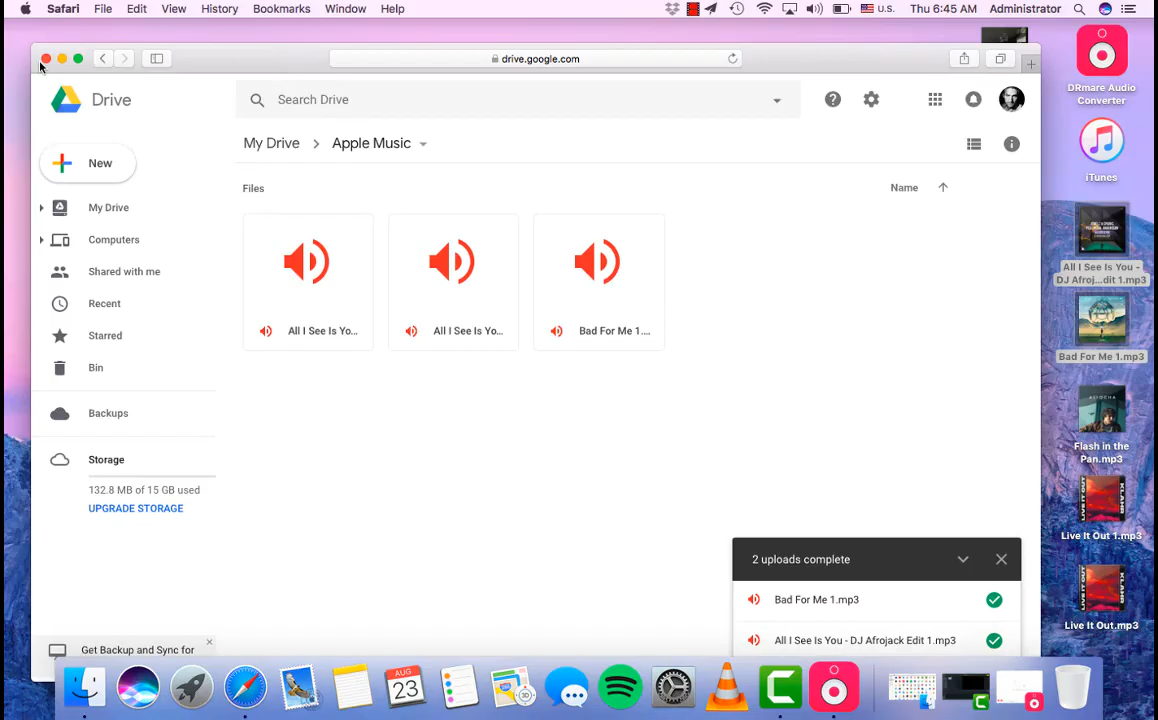 Safari File Edit View History Bookmarks Window Help U.S. Thu 6:45 AM Administrator
drive.google.com
Drive
Search Drive
My Drive > Apple Music
New
Files
Name
My Drive
Computers
Shared with me
Recent
Starred
Bin
Backups
Storage
132.8 MB of 15 GB used
UPGRADE STORAGE
All I See Is Yo...
All I See Is Yo...
Bad For Me 1....
2 uploads complete
Bad For Me 1.mp3
All I See Is You - DJ Afrojack Edit 1.mp3
Get Backup and Sync for
DRmare Audio
Converter
iTunes
All I See Is You -
DJ Afroj...dit 1.mp3
Bad For Me 1.mp3
Flash in the
Pan.mp3
Live It Out 1.mp3
Live It Out.mp3
AUG
23